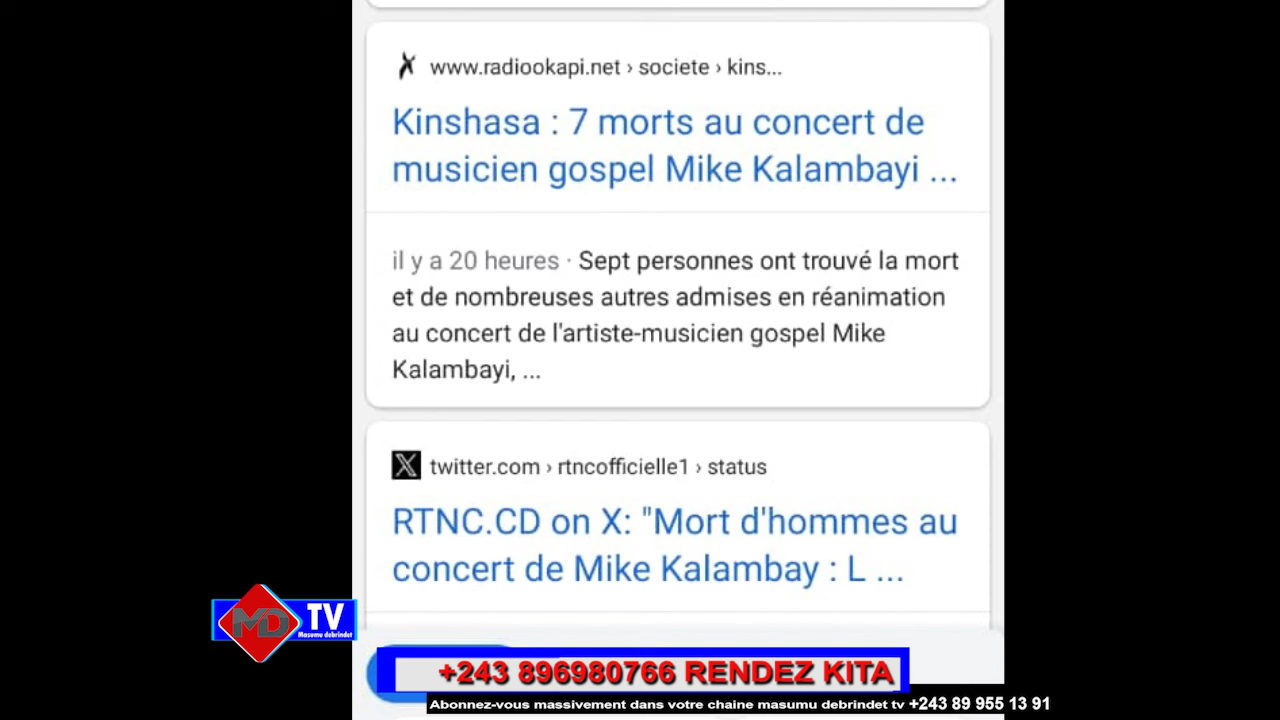 www.radiookapi.net › societe › kins...
Kinshasa : 7 morts au concert de
musicien gospel Mike Kalambayi ...
il y a 20 heures · Sept personnes ont trouvé la mort
et de nombreuses autres admises en réanimation
au concert de l'artiste-musicien gospel Mike
Kalambayi, ...
twitter.com › rtncofficielle1 › status
RTNC.CD on X: "Mort d'hommes au
concert de Mike Kalambay : L ...
MD TV
Masumu debrindet
+243 896980766 RENDEZ KITA
Abonnez-vous massivement dans votre chaine masumu debrindet tv +243 89 955 13 91